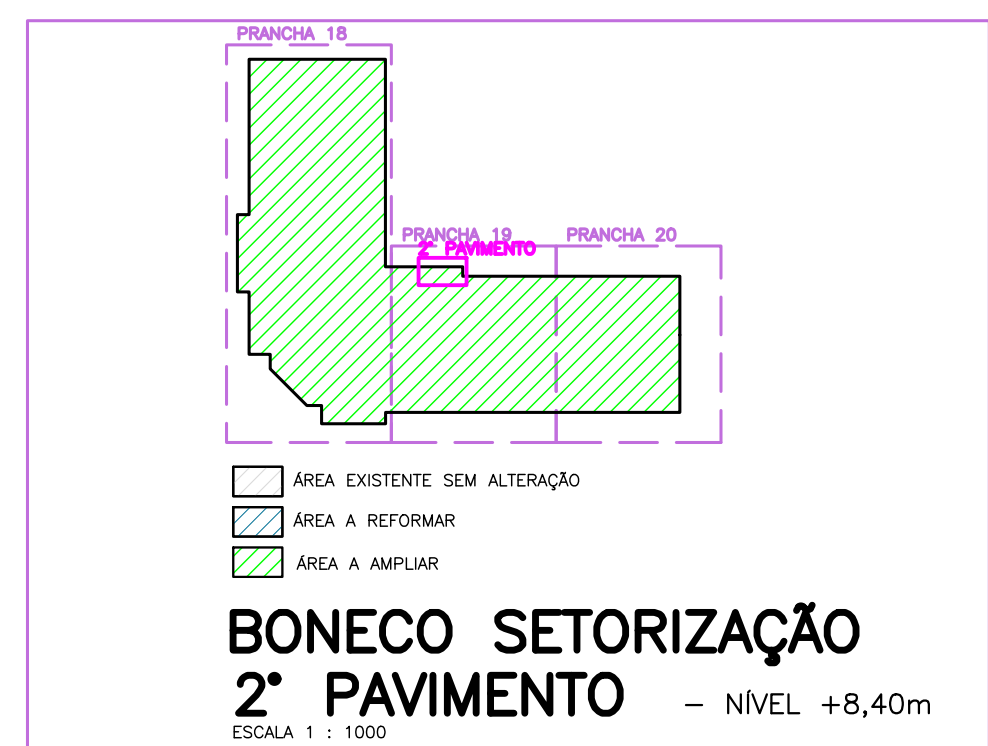 PRANCHA 18
PRANCHA 19
PRANCHA 20
2° PAVIMENTO
ÁREA EXISTENTE SEM ALTERAÇÃO
ÁREA A REFORMAR
ÁREA A AMPLIAR
BONECO SETORIZAÇÃO
2° PAVIMENTO - NÍVEL +8,40m
ESCALA 1 : 1000